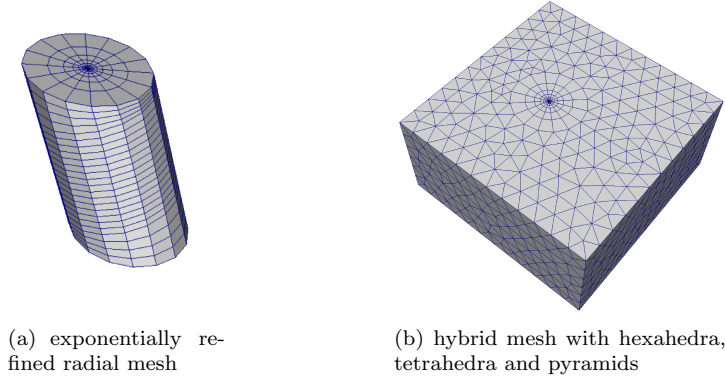 (a) exponentially re-
fined radial mesh
(b) hybrid mesh with hexahedra,
tetrahedra and pyramids